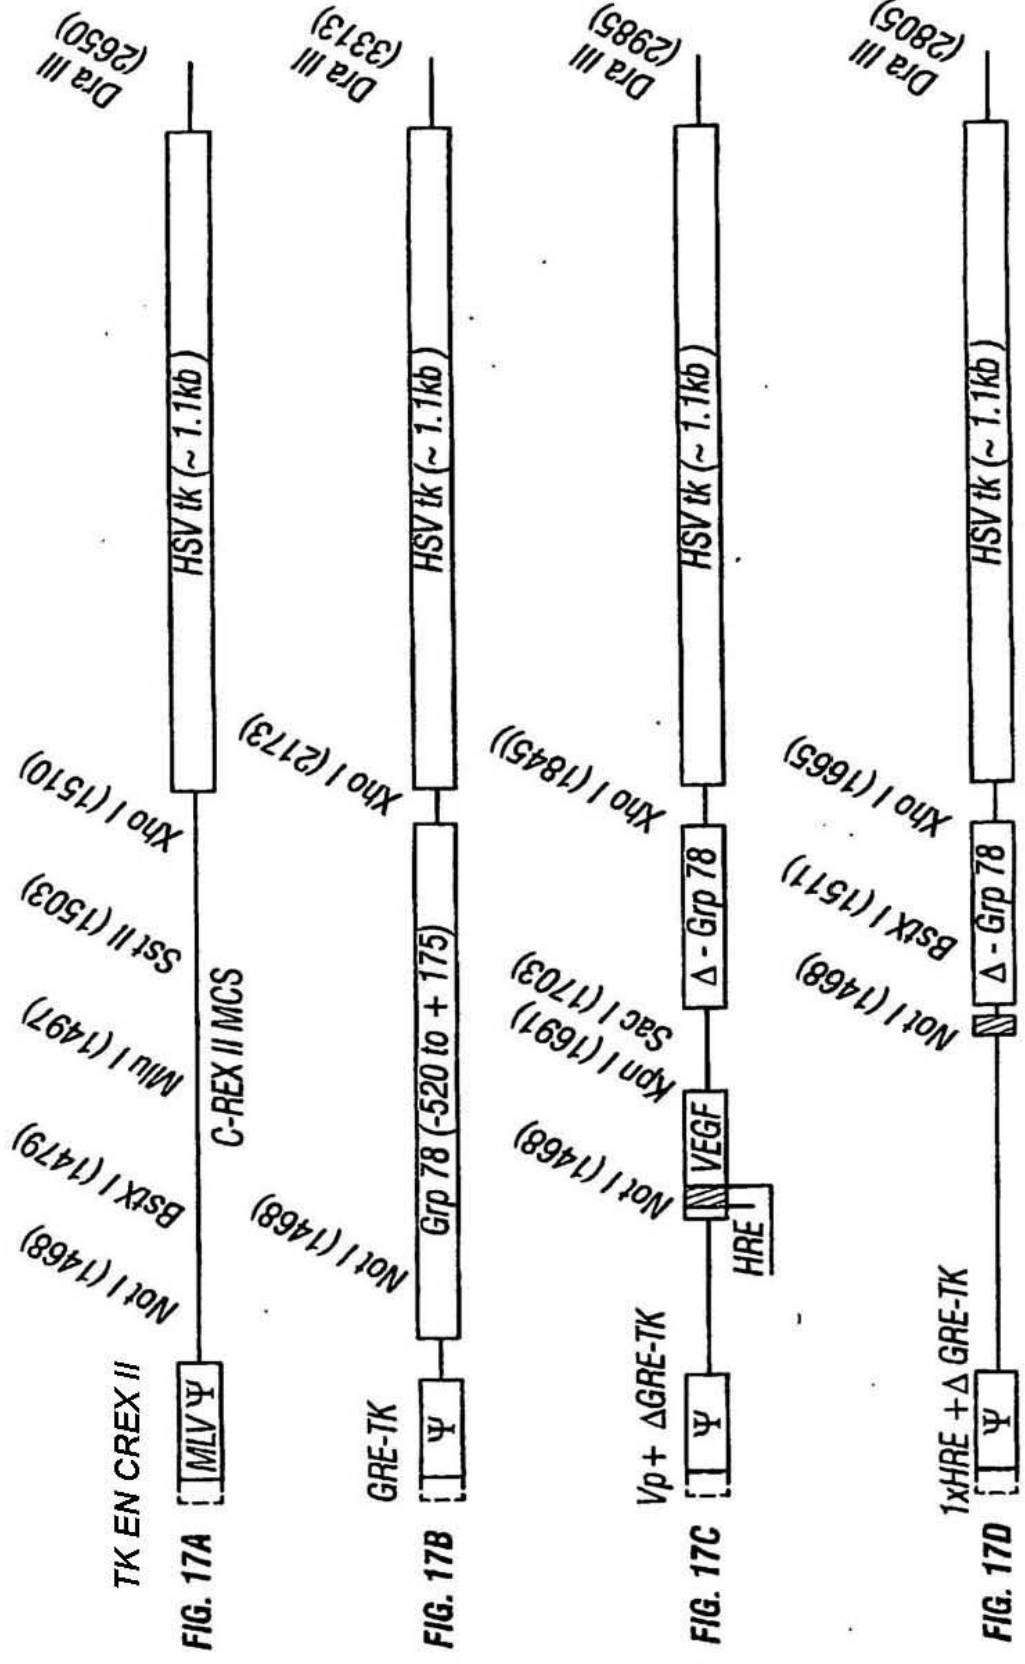 TK EN CREX II
Not I (1468)
BstX I (1479)
Mlu I (1497)
Sst II (1503)
Xho I (1510)
Dra III
(2650)
MLV Ψ
C-REX II MCS
HSV tk (~ 1.1kb)
FIG. 17A
GRE-TK
Not I (1468)
Xho I (2173)
Dra III
(3313)
Ψ
Grp 78 (-520 to + 175)
HSV tk (~ 1.1kb)
FIG. 17B
Vp + ΔGRE-TK
Not I (1468)
Kpn I (1691)
Sac I (1703)
Xho I (1845))
Dra III
(2985)
Ψ
VEGF
Δ - Grp 78
HSV tk (~ 1.1kb)
HRE
FIG. 17C
1xHRE +Δ GRE-TK
Not I (1468)
BstX I (1511)
Xho I (1665)
Dra III
(2805)
Ψ
Δ - Grp 78
HSV tk (~ 1.1kb)
FIG. 17D